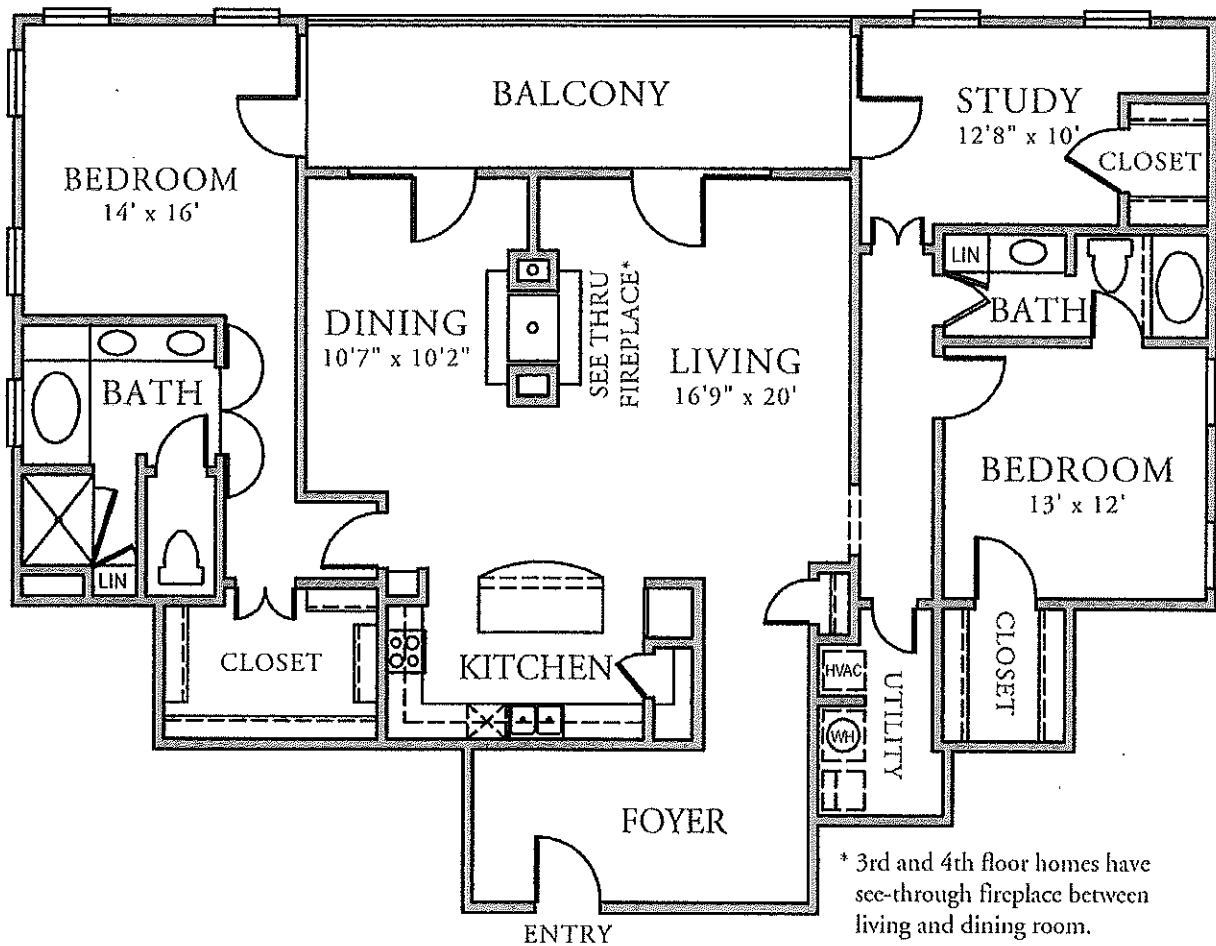 BALCONY
STUDY
12'8" x 10'
CLOSET
BEDROOM
14' x 16'
LIN
BATH
DINING
10'7" x 10'2"
SEE THRU
FIREPLACE*
LIVING
16'9" x 20'
BATH
BEDROOM
13' x 12'
LIN
CLOSET
KITCHEN
HVAC
UTILITY
CLOSET
WH
FOYER
ENTRY
* 3rd and 4th floor homes have
see-through fireplace between
living and dining room.